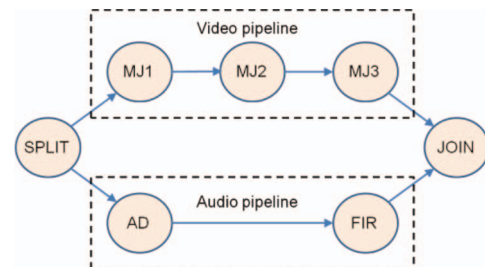 Video pipeline
MJ1 MJ2 MJ3
SPLIT JOIN
Audio pipeline
AD FIR